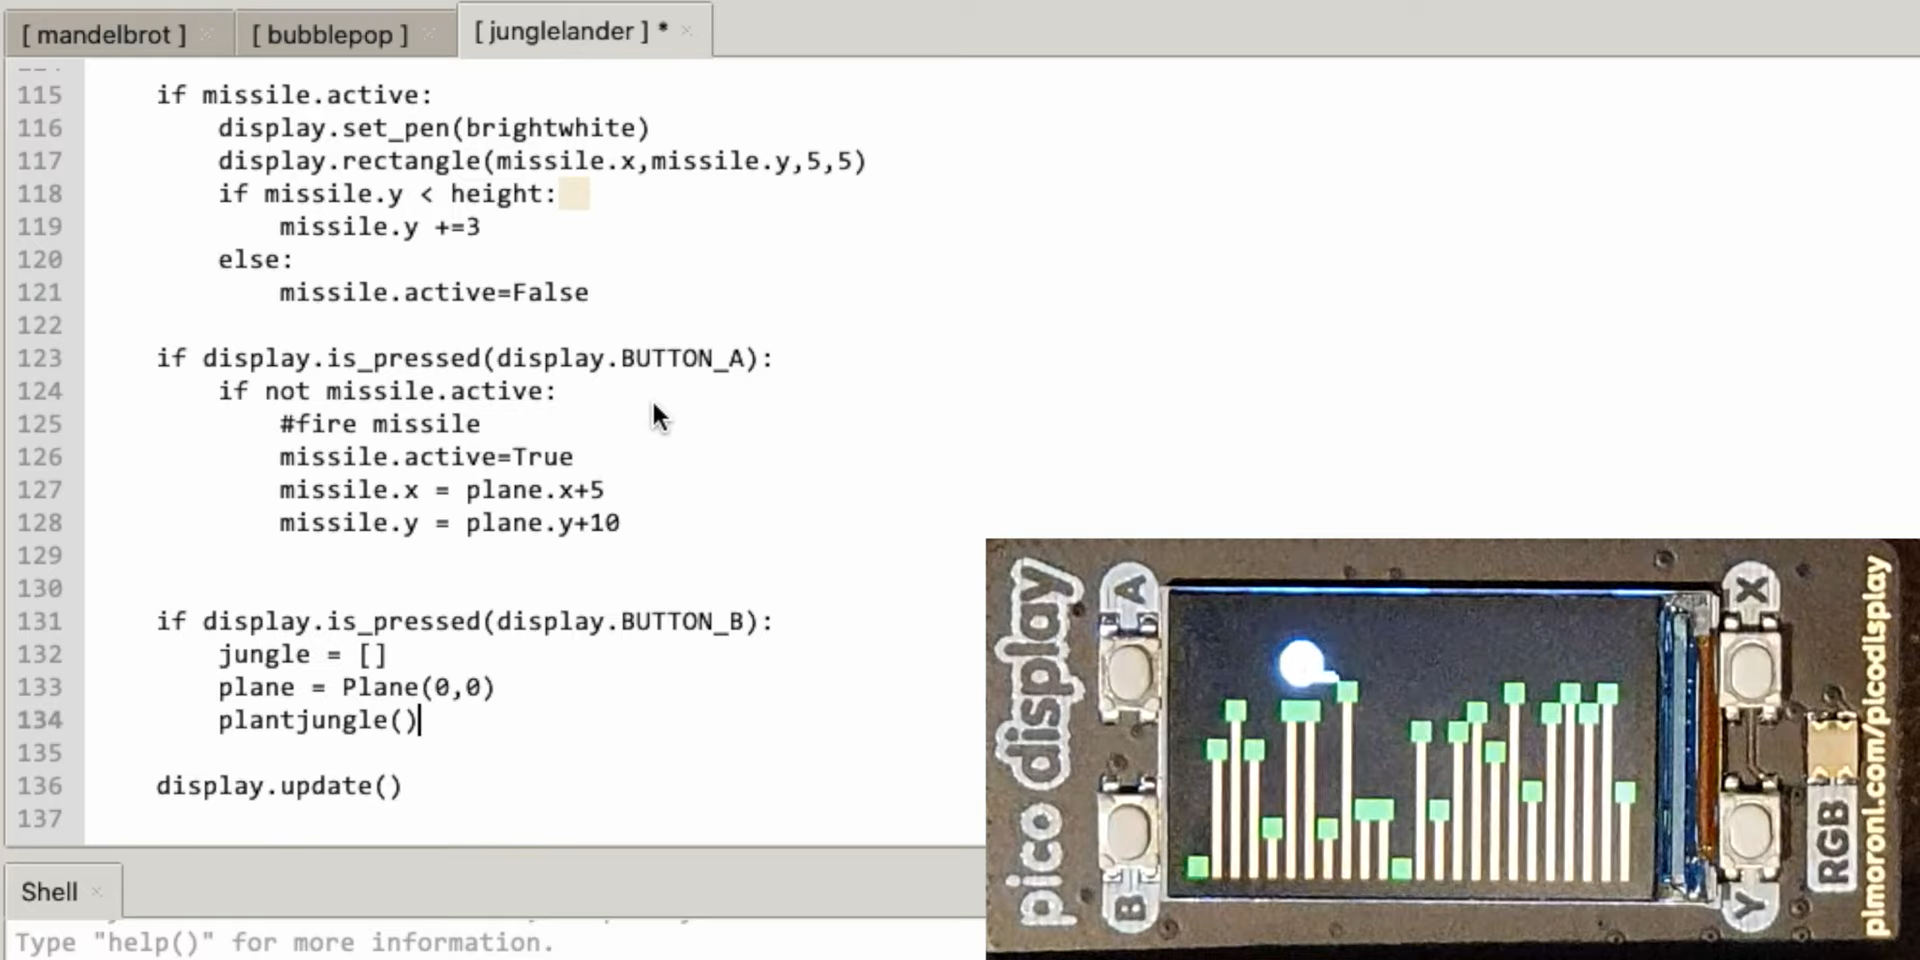 [ mandelbrot ]
[ bubblepop ]
[ junglelander ] *
115 if missile.active:
116 display.set_pen(brightwhite)
117 display.rectangle(missile.x,missile.y,5,5)
118 if missile.y < height:
119 missile.y +=3
120 else:
121 missile.active=False
122
123 if display.is_pressed(display.BUTTON_A):
124 if not missile.active:
125 #fire missile
126 missile.active=True
127 missile.x = plane.x+5
128 missile.y = plane.y+10
129
130
131 if display.is_pressed(display.BUTTON_B):
132 jungle = []
133 plane = Plane(0,0)
134 plantjungle()
135
136 display.update()
137
Shell
Type "help()" for more information.
pico display
A
B
X
Y
RGB
pimoroni.com/picodisplay